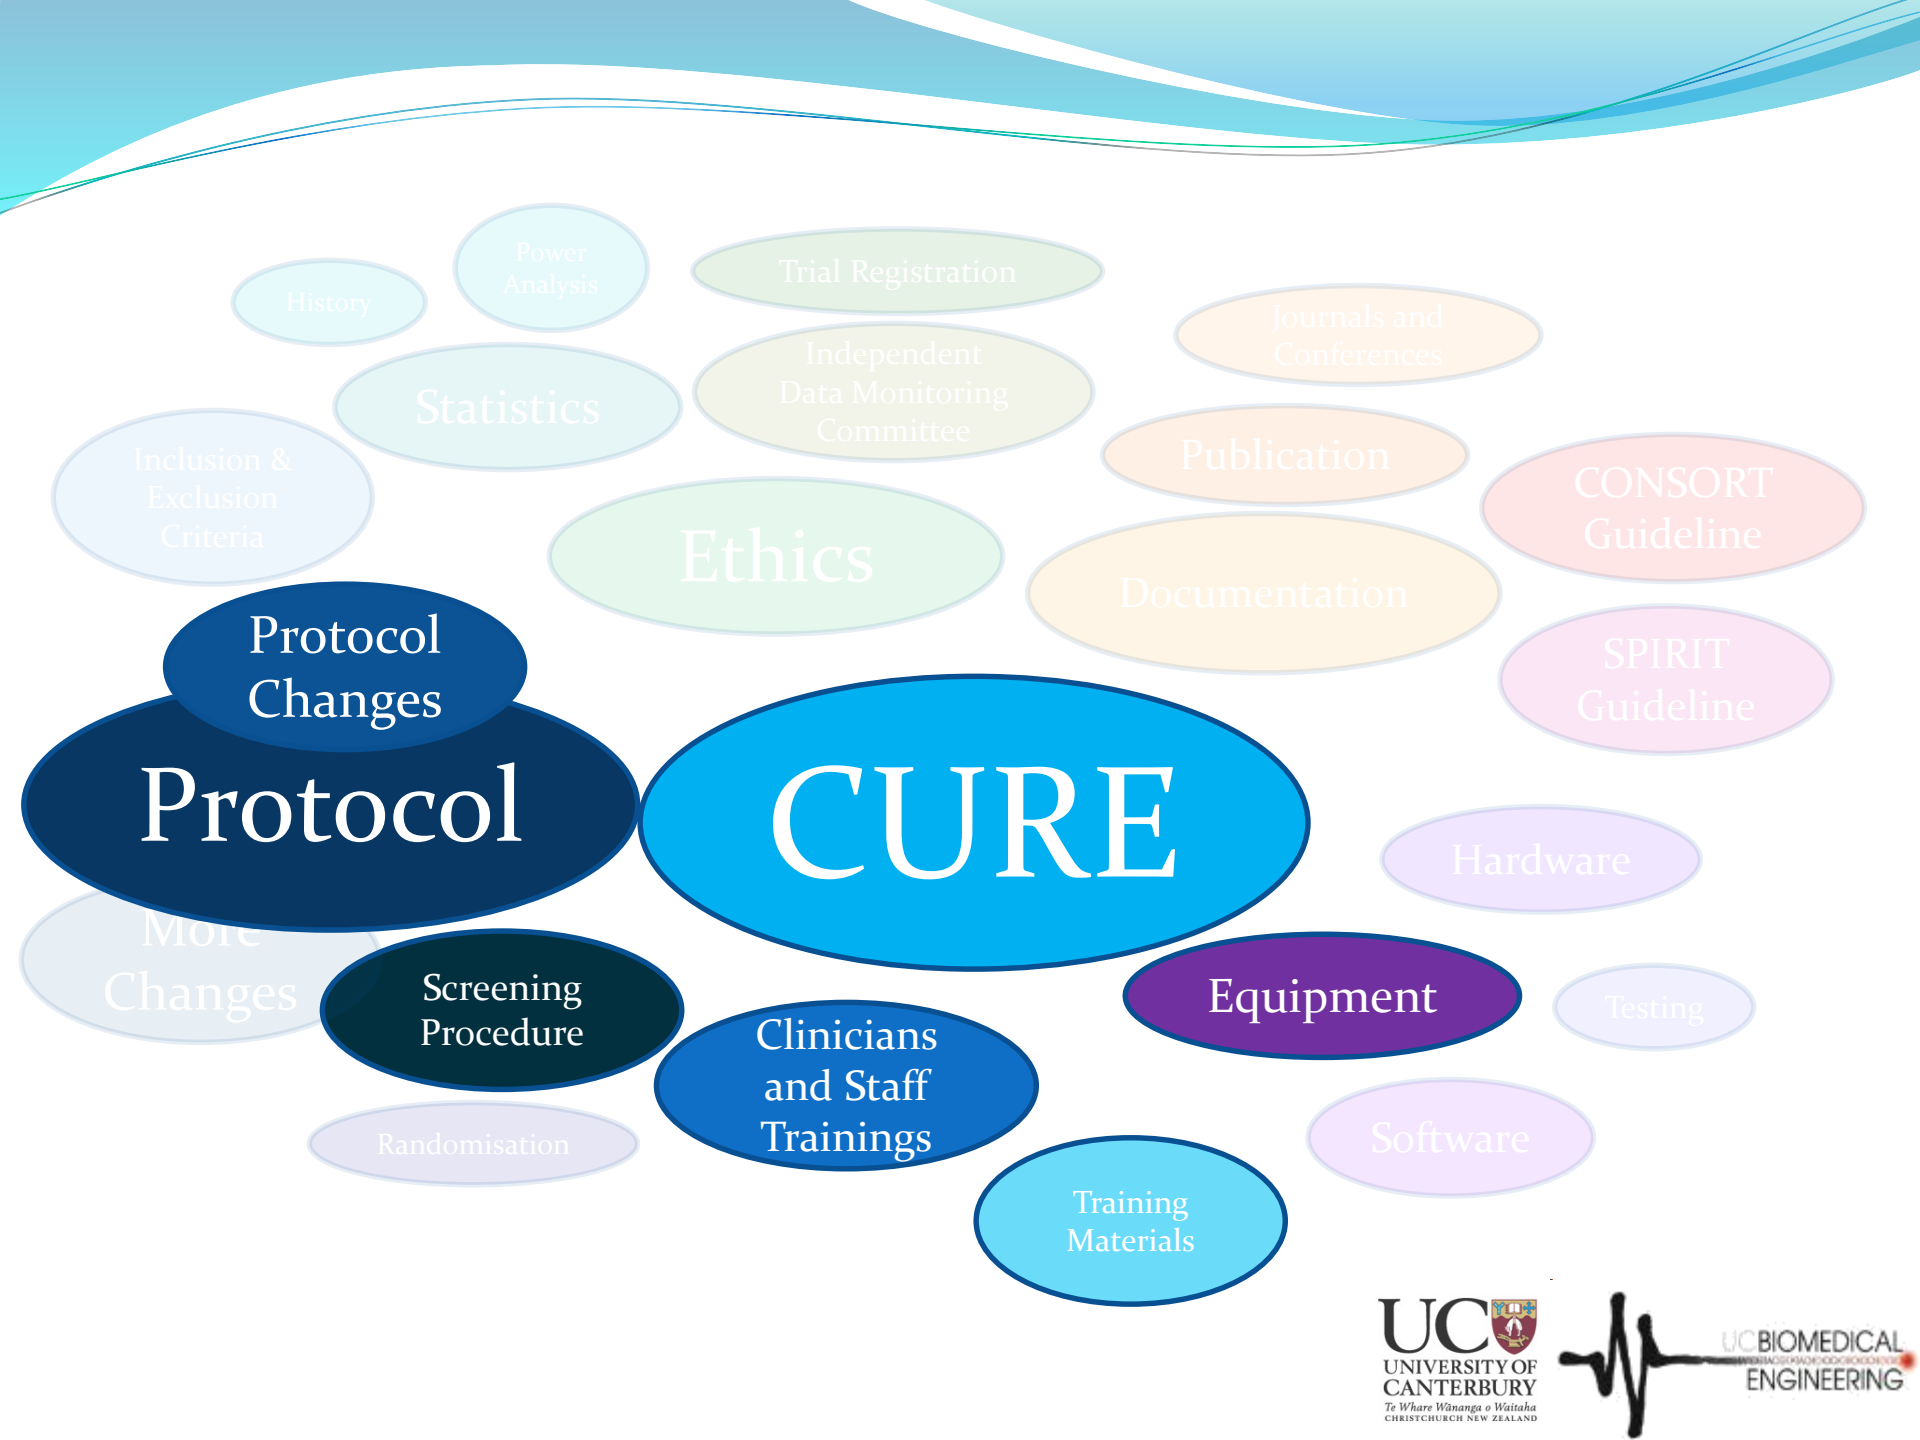 Power
Analysis
History
Trial Registration
Journals and
Conferences
Independent
Data Monitoring
Committee
Statistics
Inclusion &
Exclusion
Criteria
Publication
CONSORT
Guideline
Ethics
Documentation
SPIRIT
Guideline
Protocol
Changes
Protocol
CURE
Hardware
More
Changes
Screening
Procedure
Equipment
Testing
Clinicians
and Staff
Trainings
Randomisation
Software
Training
Materials
UC
UNIVERSITY OF
CANTERBURY
Te Whare Wānanga o Waitaha
CHRISTCHURCH NEW ZEALAND
UCBIOMEDICAL
ENGINEERING